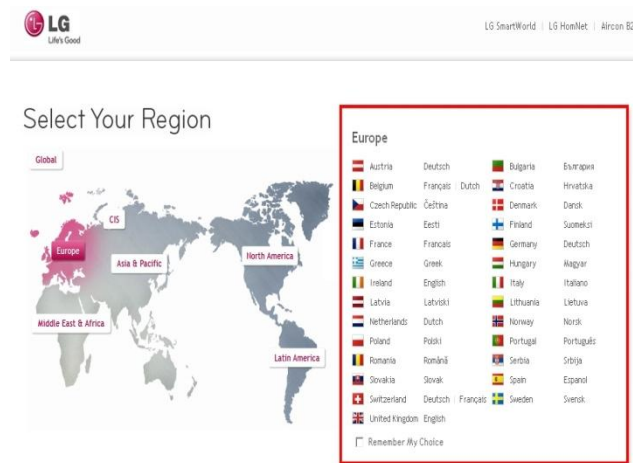 LG
Life's Good
LG SmartWorld | LG HomNet | Aircon B2
Select Your Region
Global
CIS
Europe
Asia & Pacific
North America
Middle East & Africa
Latin America
Europe
Austria Deutsch Bulgaria България
Belgium Français | Dutch Croatia Hrvatska
Czech Republic Čeština Denmark Dansk
Estonia Eesti Finland Suomeksi
France Francais Germany Deutsch
Greece Greek Hungary Magyar
Ireland English Italy Italiano
Latvia Latviski Lithuania Lietuva
Netherlands Dutch Norway Norsk
Poland Polski Portugal Português
Romania Română Serbia Srbija
Slovakia Slovak Spain Espanol
Switzerland Deutsch | Français Sweden Svensk
United Kingdom English
Remember My Choice